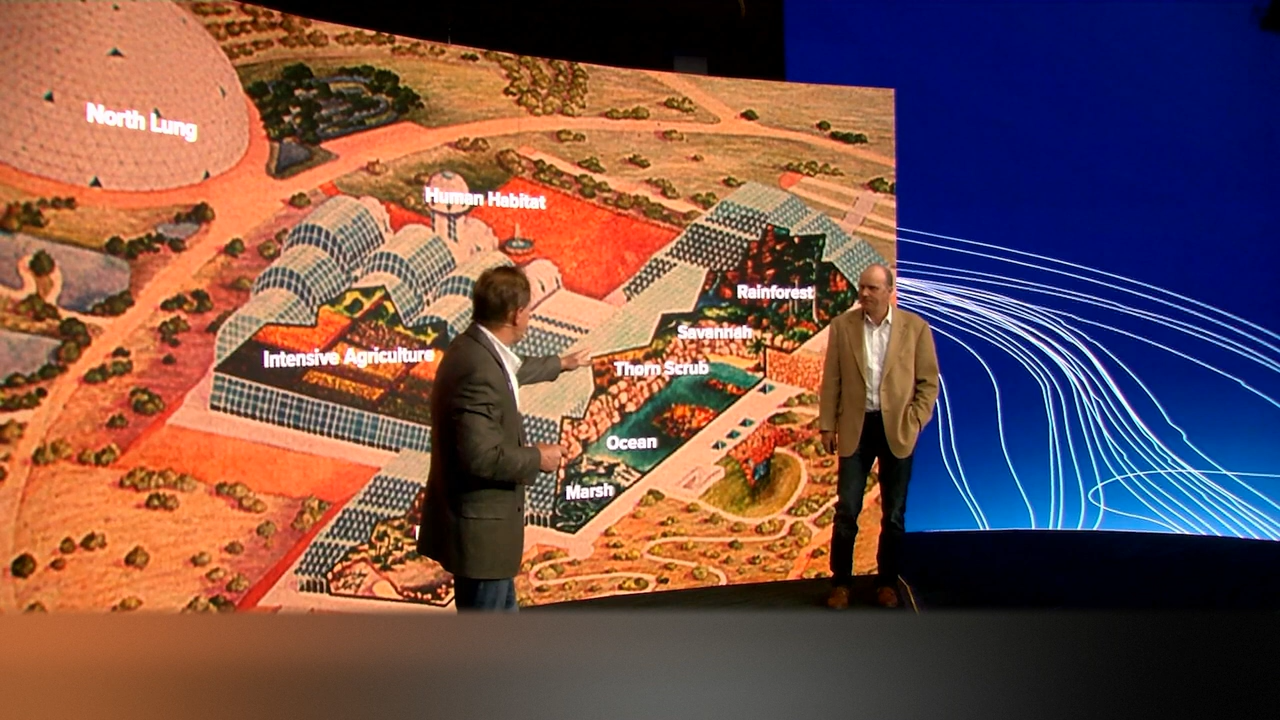 North Lung
Human Habitat
Rainforest
Savannah
Intensive Agriculture
Thorn Scrub
Ocean
Marsh